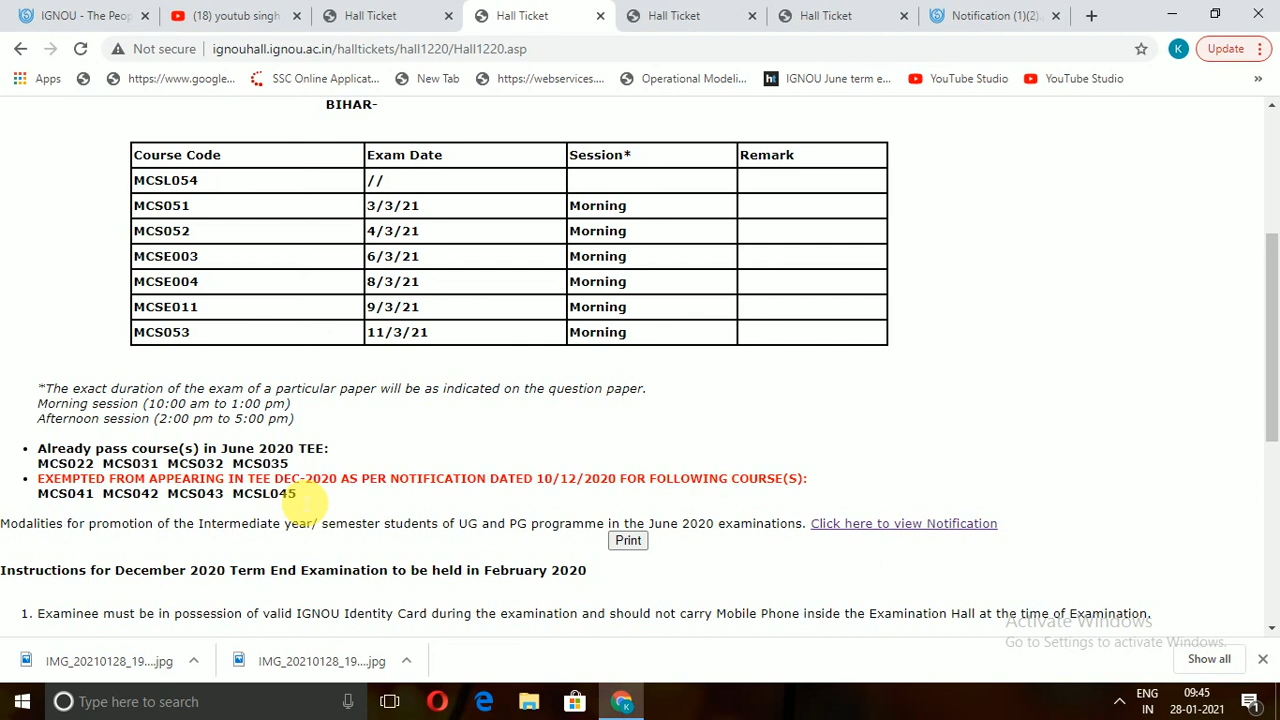 IGNOU - The Peop
(18) youtub singh
Hall Ticket
Hall Ticket
Hall Ticket
Hall Ticket
Notification (1)(2).
Not secure
ignouhall.ignou.ac.in/halltickets/hall1220/Hall1220.asp
K
Update
Apps
https://www.google...
SSC Online Applicat...
New Tab
https://webservices....
Operational Modeli...
ht
IGNOU June term e...
YouTube Studio
YouTube Studio
»
BIHAR-
Course Code Exam Date Session* Remark
MCSL054 //
MCS051 3/3/21 Morning
MCS052 4/3/21 Morning
MCSE003 6/3/21 Morning
MCSE004 8/3/21 Morning
MCSE011 9/3/21 Morning
MCS053 11/3/21 Morning
*The exact duration of the exam of a particular paper will be as indicated on the question paper.
Morning session (10:00 am to 1:00 pm)
Afternoon session (2:00 pm to 5:00 pm)
• Already pass course(s) in June 2020 TEE:
MCS022 MCS031 MCS032 MCS035
• EXEMPTED FROM APPEARING IN TEE DEC-2020 AS PER NOTIFICATION DATED 10/12/2020 FOR FOLLOWING COURSE(S):
MCS041 MCS042 MCS043 MCSL045
Modalities for promotion of the Intermediate year/ semester students of UG and PG programme in the June 2020 examinations. Click here to view Notification
Print
Instructions for December 2020 Term End Examination to be held in February 2020
1. Examinee must be in possession of valid IGNOU Identity Card during the examination and should not carry Mobile Phone inside the Examination Hall at the time of Examination.
Activate Windows
Go to Settings to activate Windows.
IMG_20210128_19....jpg
IMG_20210128_19....jpg
Show all
Type here to search
ENG
IN
09:45
28-01-2021
1